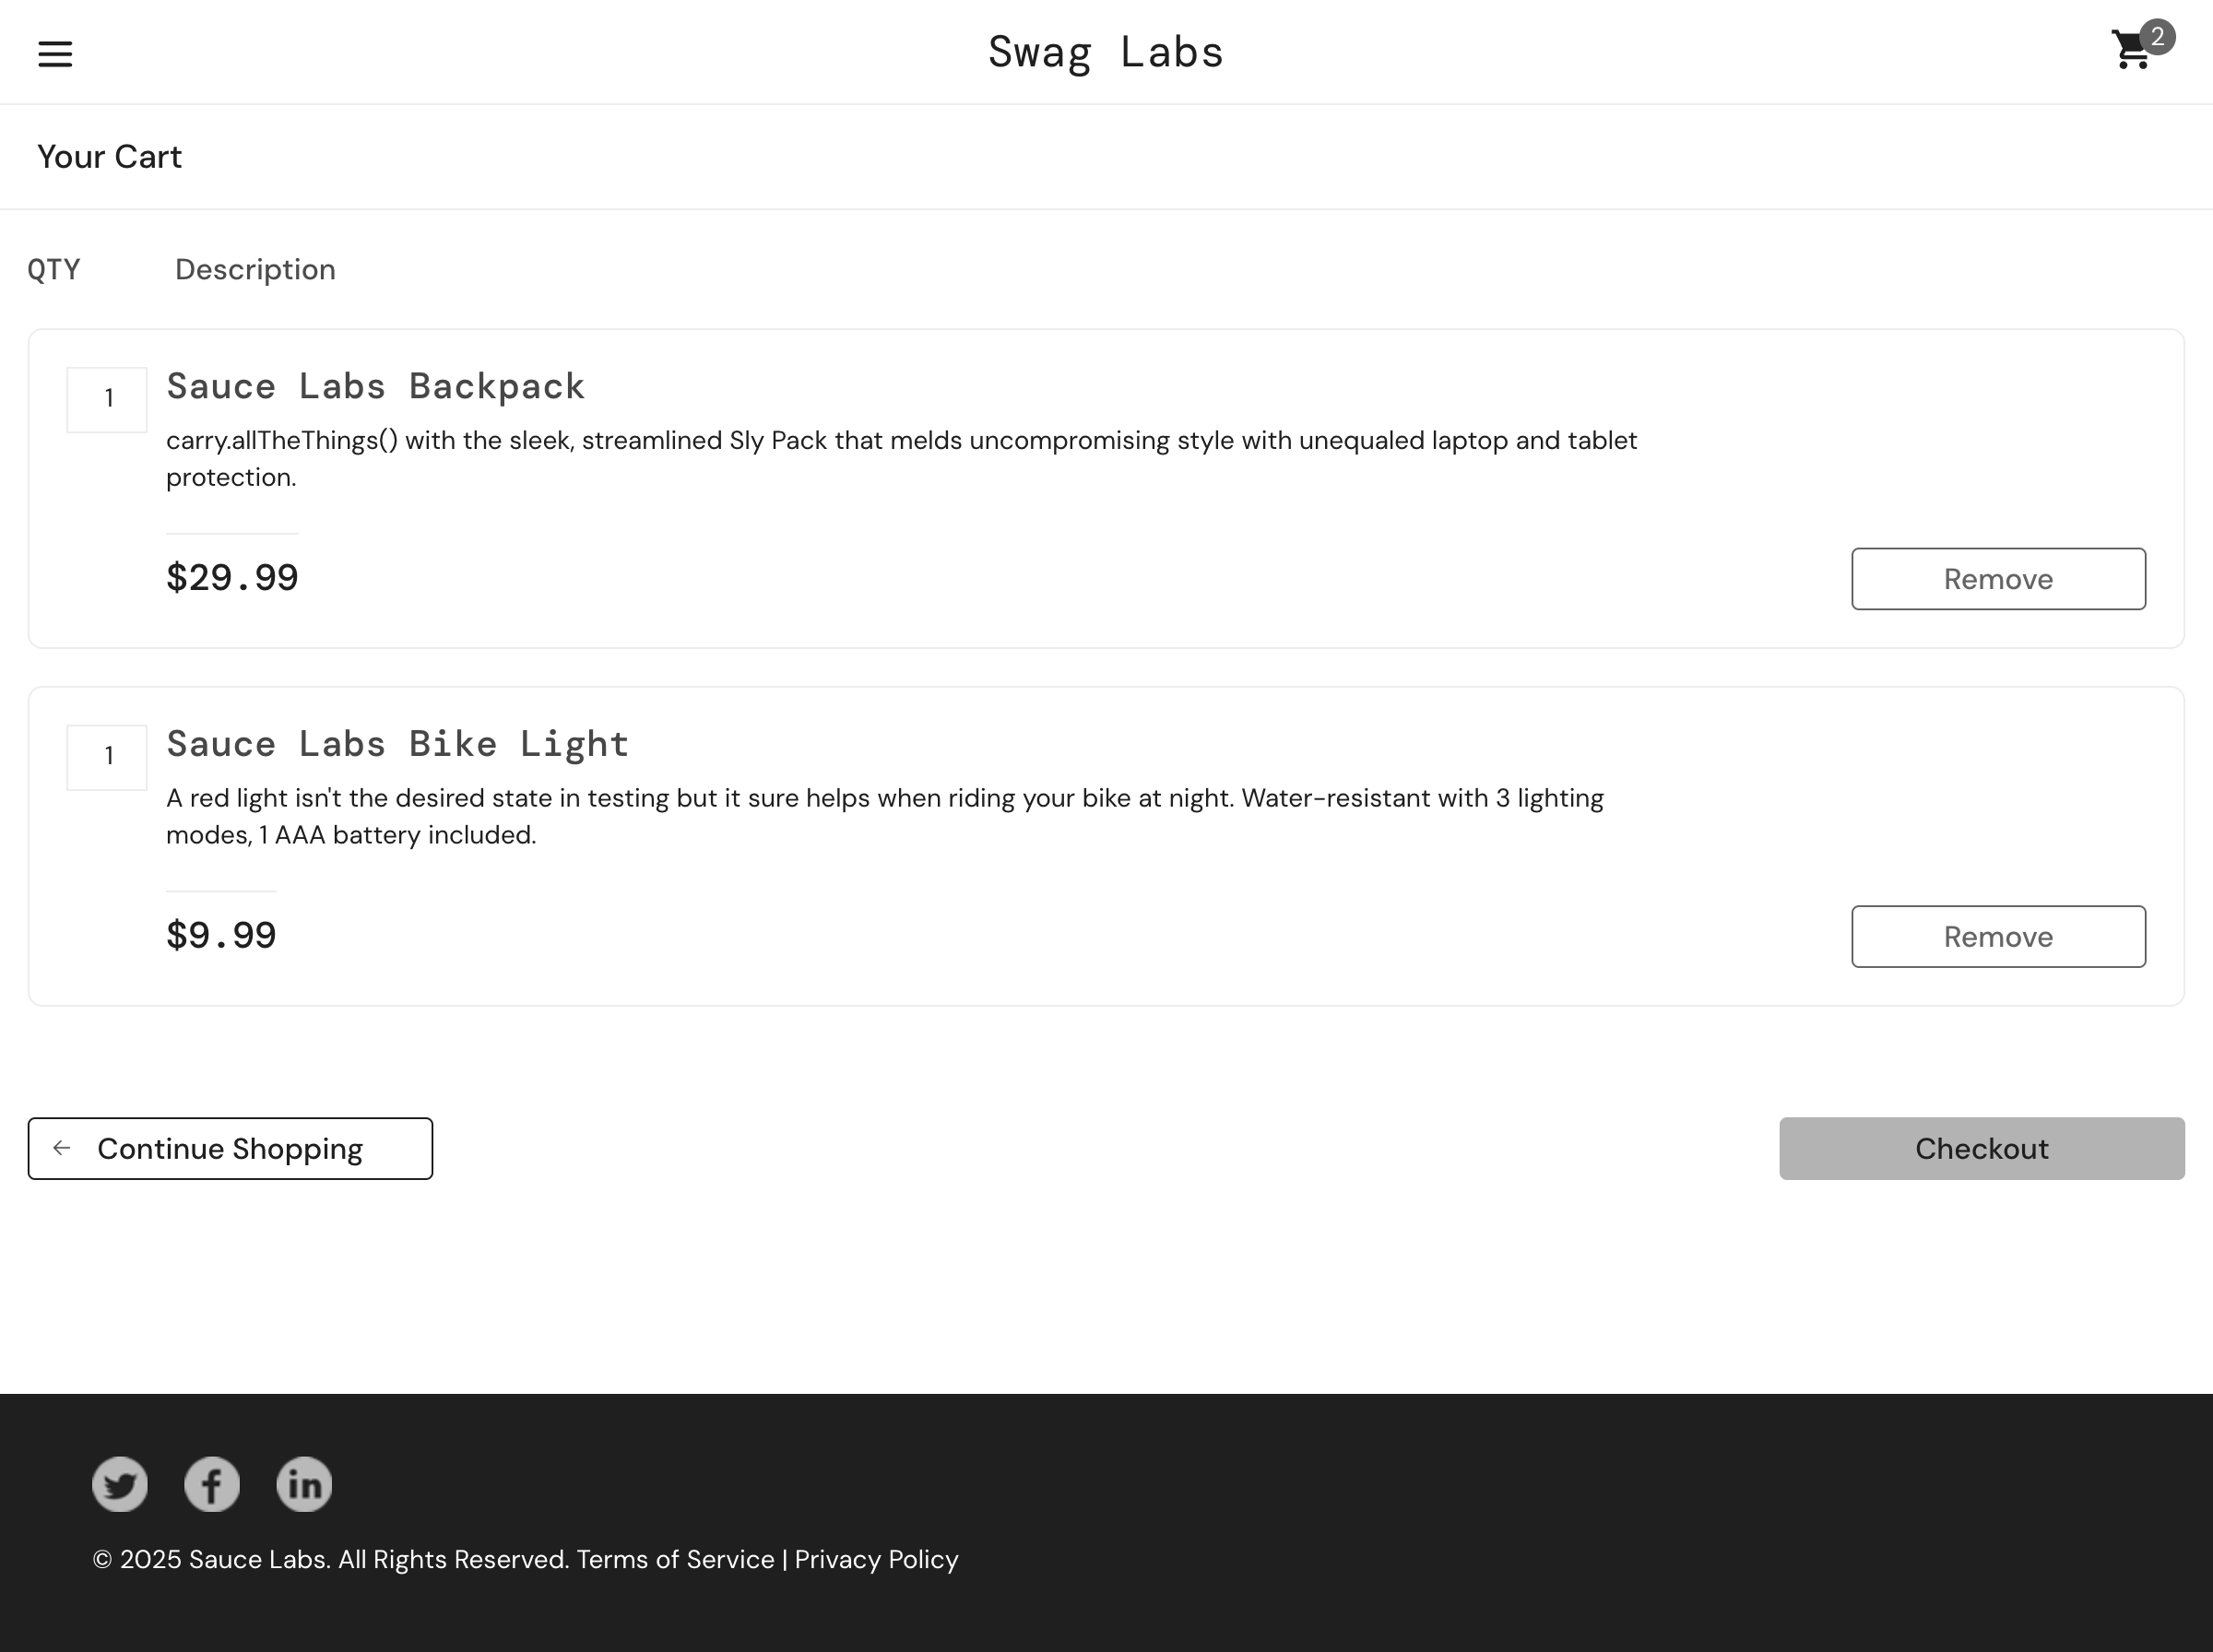 Swag Labs
2
Your Cart
QTY Description
1
Sauce Labs Backpack
carry.allTheThings() with the sleek, streamlined Sly Pack that melds uncompromising style with unequaled laptop and tablet
protection.
$29.99
Remove
1
Sauce Labs Bike Light
A red light isn't the desired state in testing but it sure helps when riding your bike at night. Water-resistant with 3 lighting
modes, 1 AAA battery included.
$9.99
Remove
Continue Shopping
Checkout
f
in
© 2025 Sauce Labs. All Rights Reserved. Terms of Service | Privacy Policy